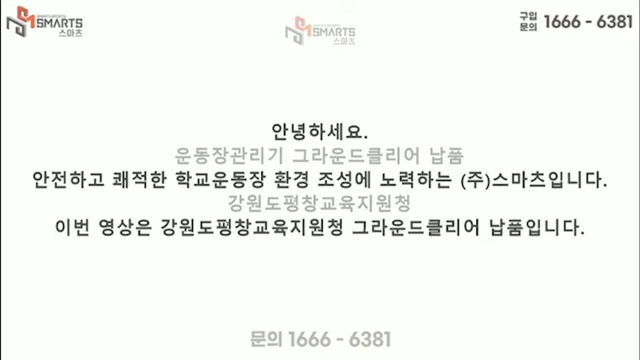 SMARTS
스마츠
SMARTS
스마츠
구입
문의 1666 - 6381
안녕하세요.
운동장관리기 그라운드클리어 납품
안전하고 쾌적한 학교운동장 환경 조성에 노력하는 (주)스마츠입니다.
강원도평창교육지원청
이번 영상은 강원도평창교육지원청 그라운드클리어 납품입니다.
문의 1666 - 6381